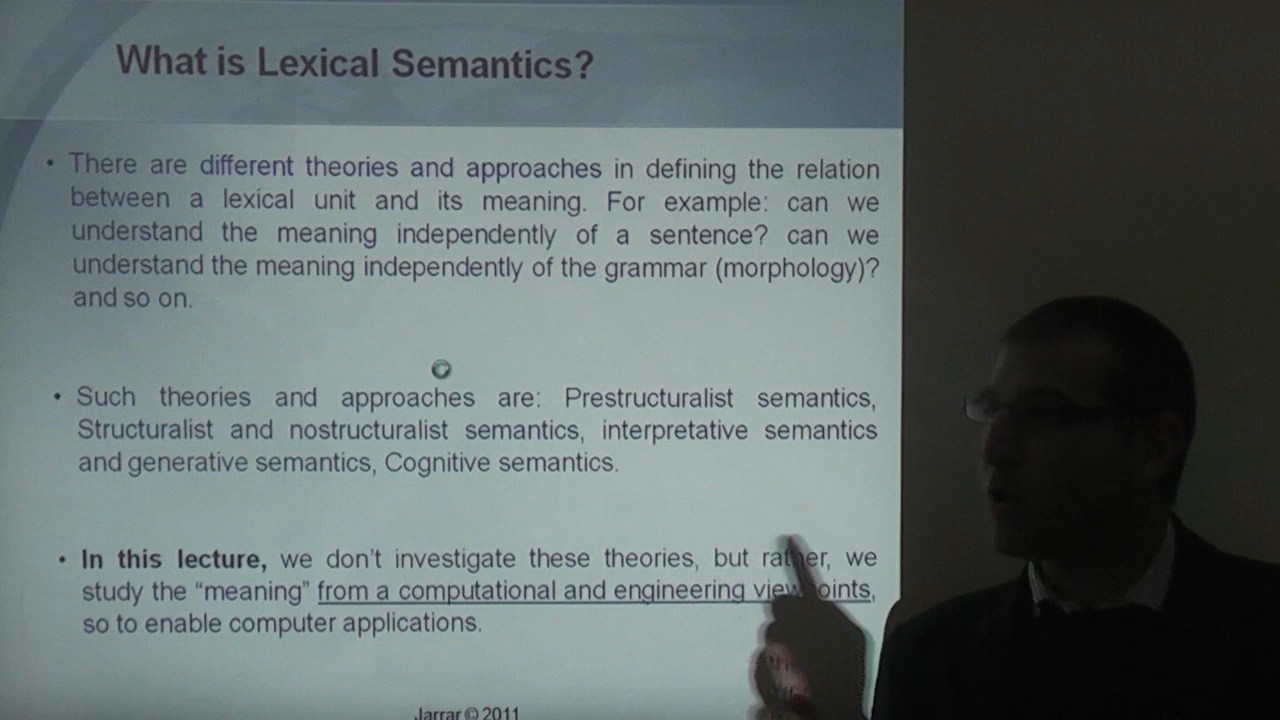 What is Lexical Semantics?
• There are different theories and approaches in defining the relation
between a lexical unit and its meaning. For example: can we
understand the meaning independently of a sentence? can we
understand the meaning independently of the grammar (morphology)?
and so on.
• Such theories and approaches are: Prestructuralist semantics,
Structuralist and nostructuralist semantics, interpretative semantics
and generative semantics, Cognitive semantics.
• In this lecture, we don't investigate these theories, but rather, we
study the “meaning” from a computational and engineering viewpoints,
so to enable computer applications.
Jarrar © 2011